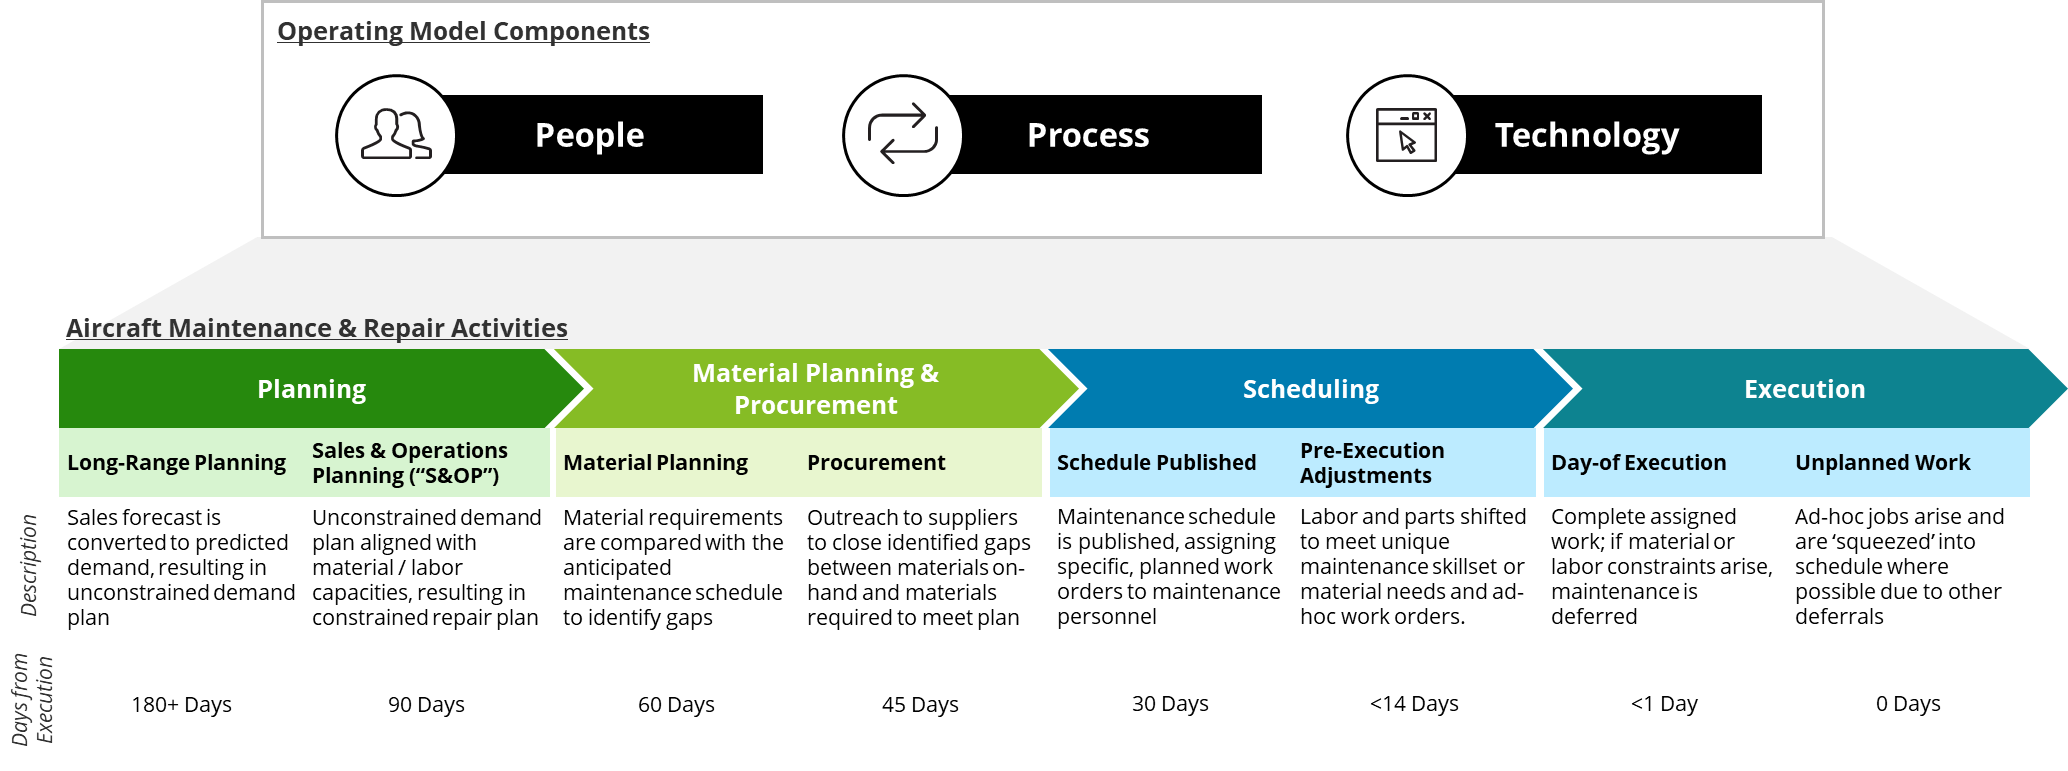 Operating Model Components
People
Process
Technology
Aircraft Maintenance & Repair Activities
Planning
Material Planning &
Procurement
Scheduling
Execution
Long-Range Planning
Sales & Operations
Planning (“S&OP”)
Material Planning
Procurement
Schedule Published
Pre-Execution
Adjustments
Day-of Execution
Unplanned Work
Description
Sales forecast is
converted to predicted
demand, resulting in
unconstrained demand
plan
Unconstrained demand
plan aligned with
material / labor
capacities, resulting in
constrained repair plan
Material requirements
are compared with the
anticipated
maintenance schedule
to identify gaps
Outreach to suppliers
to close identified gaps
between materials on-
hand and materials
required to meet plan
Maintenance schedule
is published, assigning
specific, planned work
orders to maintenance
personnel
Labor and parts shifted
to meet unique
maintenance skillset or
material needs and ad-
hoc work orders.
Complete assigned
work; if material or
labor constraints arise,
maintenance is
deferred
Ad-hoc jobs arise and
are ‘squeezed’ into
schedule where
possible due to other
deferrals
Days from
Execution
180+ Days
90 Days
60 Days
45 Days
30 Days
<14 Days
<1 Day
0 Days